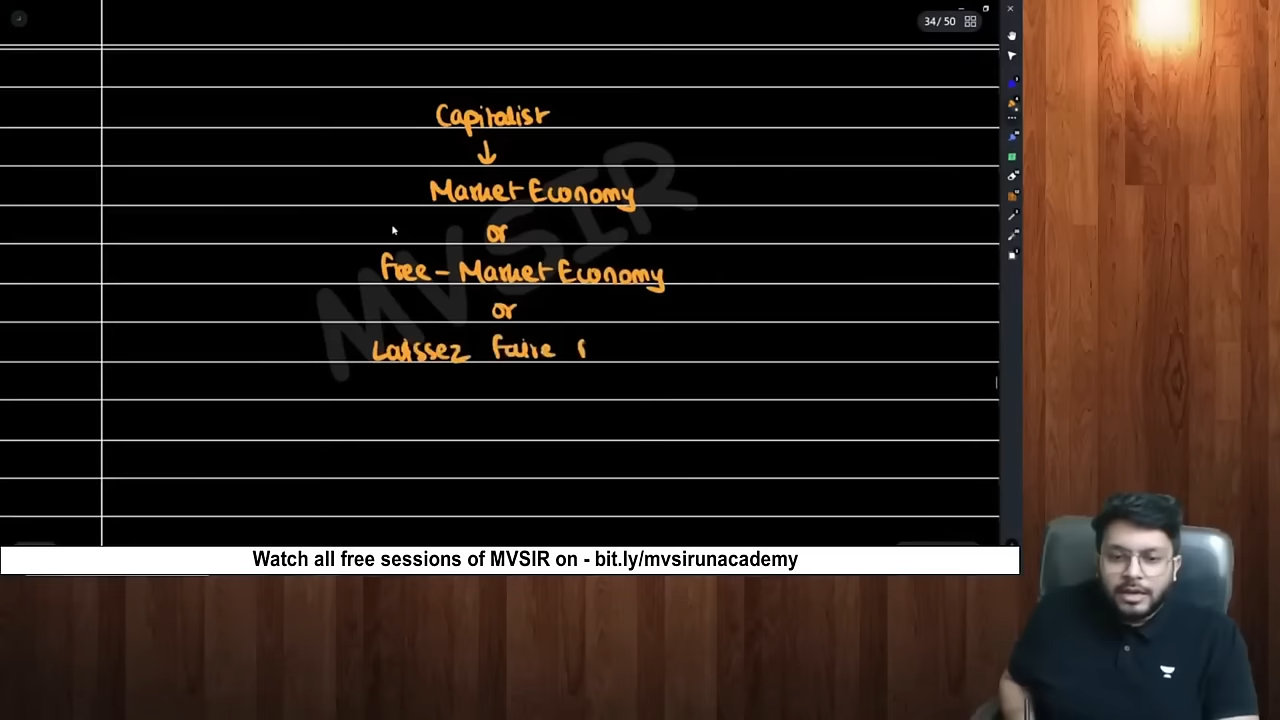 34/50
Capitalist
↓
Market Economy
or
Free-Market Economy
or
Laissez faire
MVSIR
Watch all free sessions of MVSIR on - bit.ly/mvsirunacademy